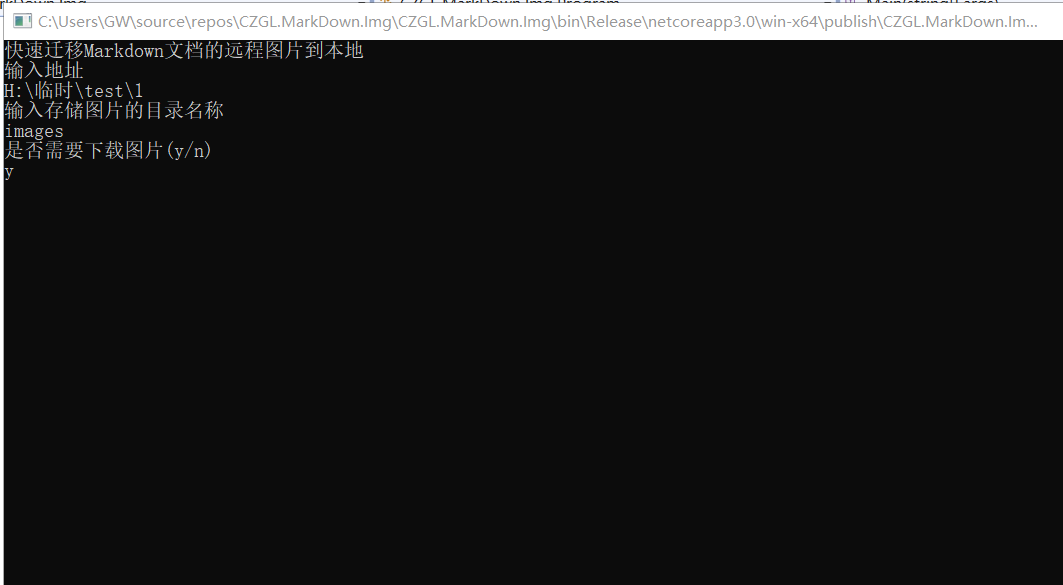 C:\Users\GW\source\repos\CZGL.MarkDown.Img\CZGL.MarkDown.Img\bin\Release\netcoreapp3.0\win-x64\publish\CZGL.MarkDown.Im...
快速迁移Markdown文档的远程图片到本地
输入地址
H:\临时\test\1
输入存储图片的目录名称
images
是否需要下载图片(y/n)
y